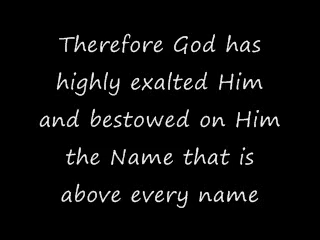 Therefore God has
highly exalted Him
and bestowed on Him
the Name that is
above every name